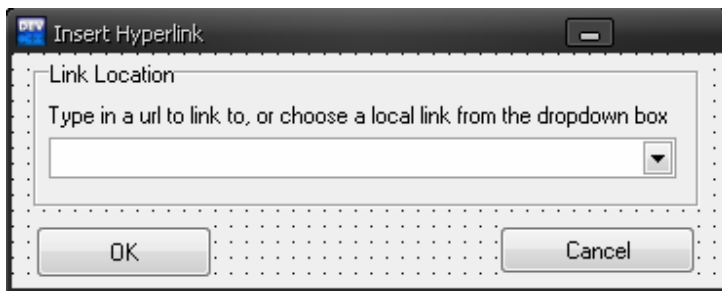 DEV
Insert Hyperlink
Link Location
Type in a url to link to, or choose a local link from the dropdown box
OK
Cancel